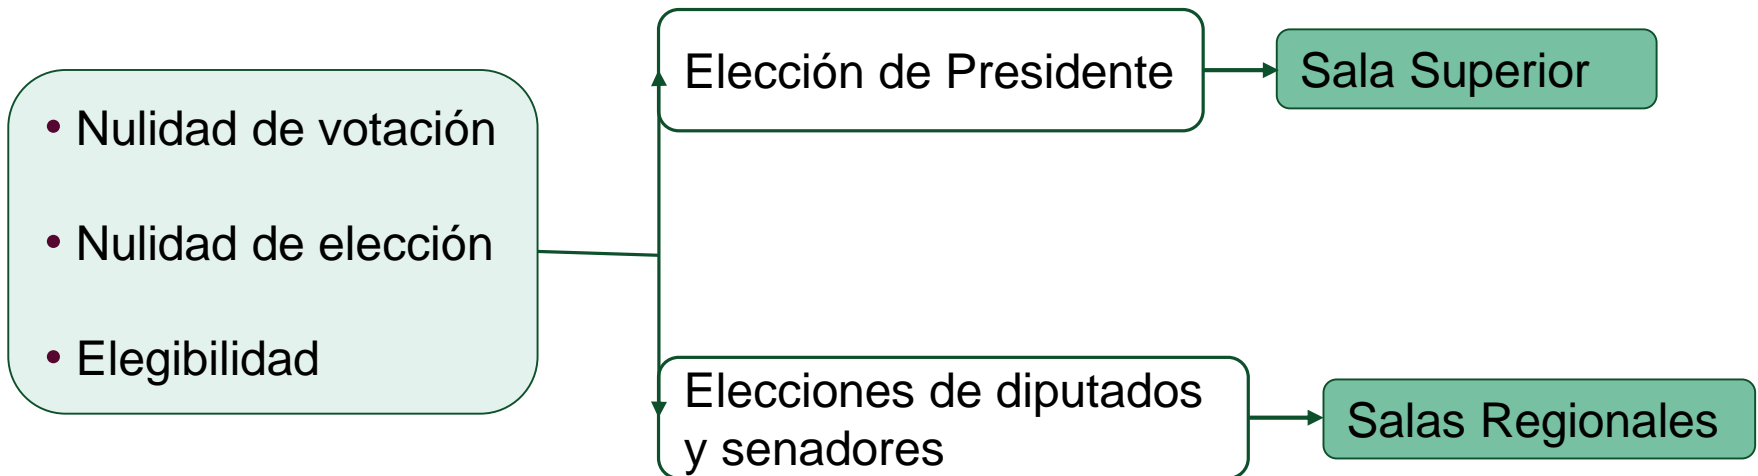 • Nulidad de votación
• Nulidad de elección
• Elegibilidad
Elección de Presidente
Sala Superior
Elecciones de diputados
y senadores
Salas Regionales